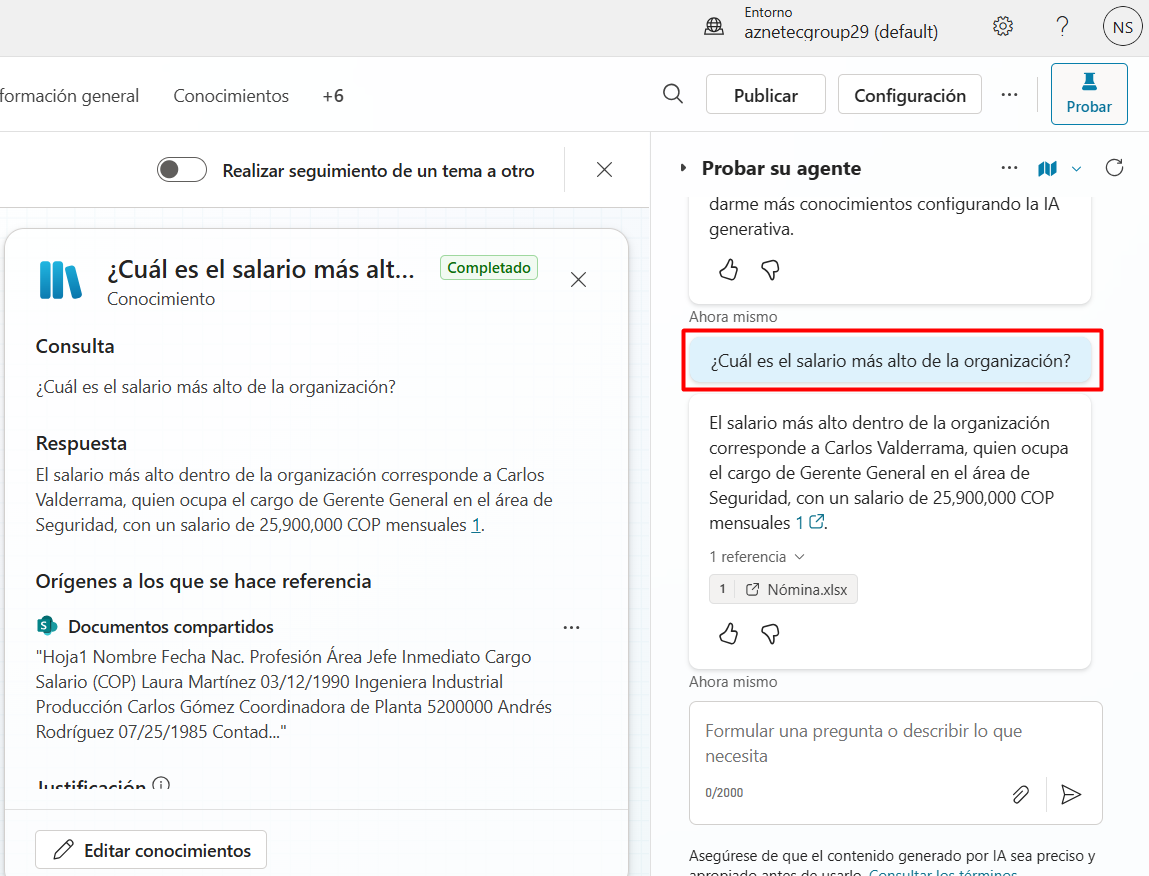 Entorno
aznetecgroup29 (default)
NS
formación general
Conocimientos
+6
Publicar
Configuración
Probar
Realizar seguimiento de un tema a otro
¿Cuál es el salario más alt...
Completado
Conocimiento
Consulta
¿Cuál es el salario más alto de la organización?
Respuesta
El salario más alto dentro de la organización corresponde a Carlos
Valderrama, quien ocupa el cargo de Gerente General en el área de
Seguridad, con un salario de 25,900,000 COP mensuales 1.
Orígenes a los que se hace referencia
S
Documentos compartidos
"Hoja1 Nombre Fecha Nac. Profesión Área Jefe Inmediato Cargo
Salario (COP) Laura Martínez 03/12/1990 Ingeniera Industrial
Producción Carlos Gómez Coordinadora de Planta 5200000 Andrés
Rodríguez 07/25/1985 Contad..."
Justificación
Editar conocimientos
Probar su agente
darme más conocimientos configurando la IA
generativa.
Ahora mismo
¿Cuál es el salario más alto de la organización?
El salario más alto dentro de la organización
corresponde a Carlos Valderrama, quien ocupa
el cargo de Gerente General en el área de
Seguridad, con un salario de 25,900,000 COP
mensuales 1.
1 referencia
1 Nómina.xlsx
Ahora mismo
Formular una pregunta o describir lo que
necesita
0/2000
Asegúrese de que el contenido generado por IA sea preciso y
apropiado antes de usarlo. Consultar los términos